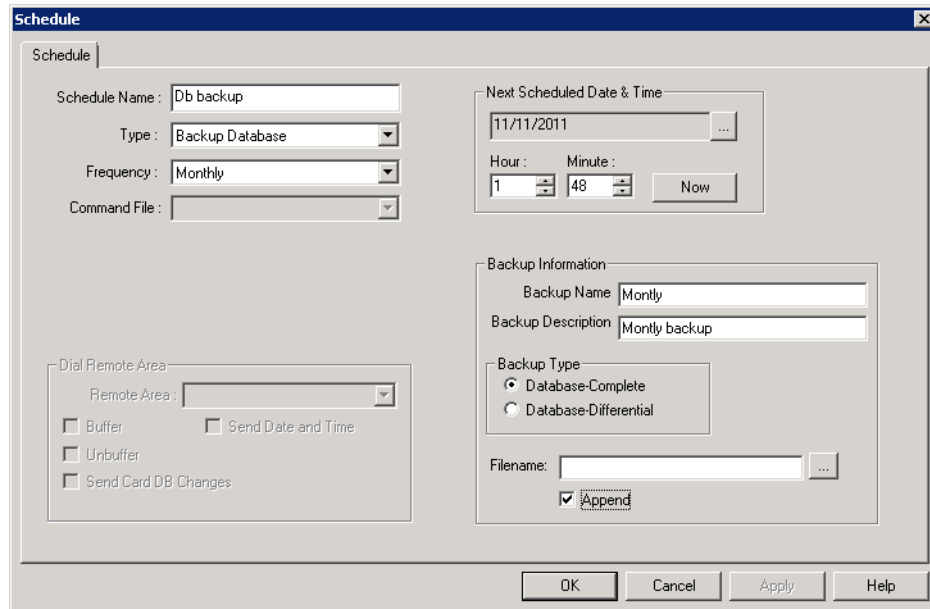 Schedule
Schedule
Schedule Name : Db backup
Type : Backup Database
Frequency : Monthly
Command File :
Next Scheduled Date & Time
11/11/2011 ...
Hour : Minute :
1 48 Now
Backup Information
Backup Name Montly
Backup Description Montly backup
Backup Type
Database-Complete
Database-Differential
Filename: ...
Append
Dial Remote Area
Remote Area :
Buffer Send Date and Time
Unbuffer
Send Card DB Changes
OK Cancel Apply Help